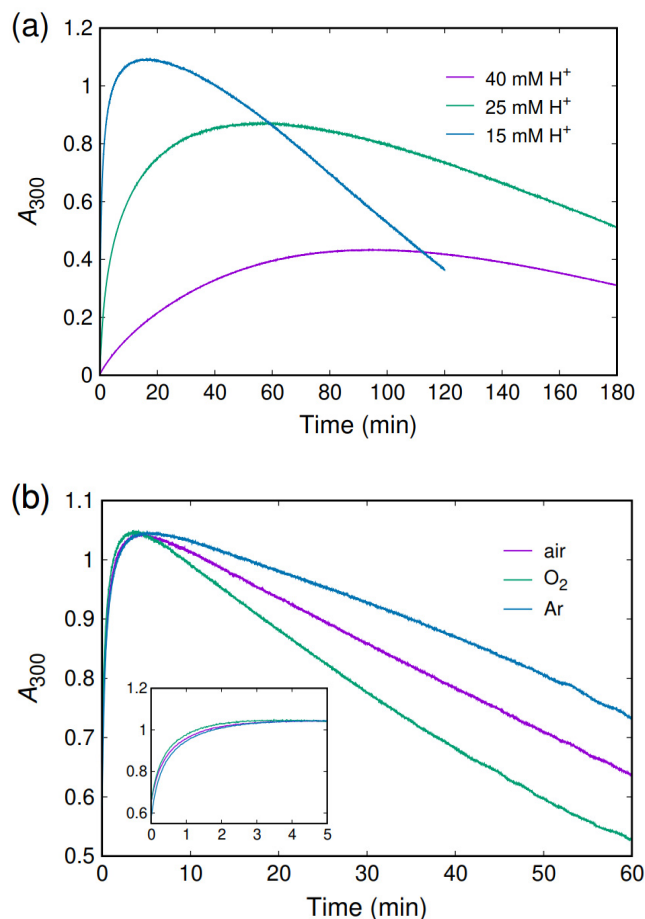 (a)
1.2
1
0.8
0.6
0.4
0.2
0
A300
40 mM H+
25 mM H+
15 mM H+
0 20 40 60 80 100 120 140 160 180
Time (min)
(b)
1.1
1
0.9
0.8
0.7
0.6
0.5
A300
air
O2
Ar
1.2
1
0.8
0.6
0 1 2 3 4 5
0 10 20 30 40 50 60
Time (min)